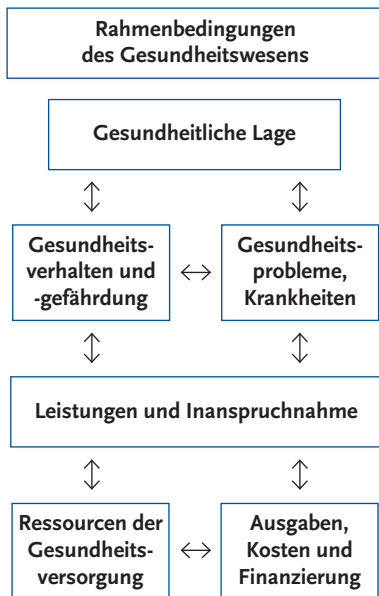 Rahmenbedingungen
des Gesundheitswesens
Gesundheitliche Lage
Gesundheits-
verhalten und
-gefährdung
Gesundheits-
probleme,
Krankheiten
Leistungen und Inanspruchnahme
Ressourcen der
Gesundheits-
versorgung
Ausgaben,
Kosten und
Finanzierung